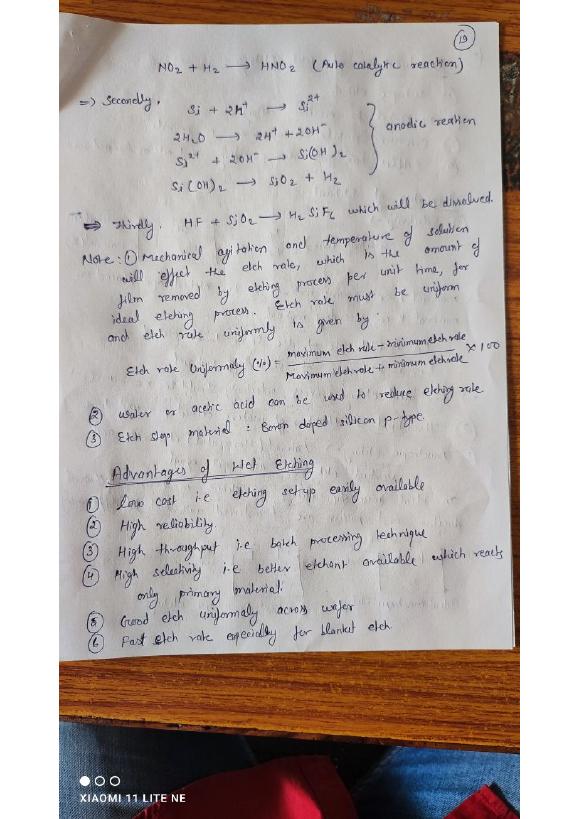 19
NO2 + H2 → HNO2 (Auto catalytic reaction)
⇒ Secondly,
Si + 2H+ → Si2+
2H2O → 2H+ + 2OH-
Si2+ + 2OH- → Si(OH)2
Si(OH)2 → SiO2 + H2
anodic reaction
⇒ Thirdly. HF + SiO2 → H2SiF6 which will be dissolved.
Note: ① Mechanical agitation and temperature of solution
will effect the etch rate, which is the amount of
film removed by etching process per unit time, for
ideal etching process. Etch rate must be uniform
and etch rate uniformly is given by
Etch rate Uniformaly (%) = maximum etch rate - minimum etch rate / Maximum etch rate + minimum etch rate × 100
② water or acetic acid can be used to reduce etching rate
③ Etch stop material : Boron doped silicon p-type.
Advantages of Wet Etching
① low cost i.e etching set-up easily available
② High reliability.
③ High throughput i.e batch processing technique
④ High selectivity i.e better etchant available which reacts
only primary material.
⑤ Good etch uniformaly across wafer
⑥ Fast etch rate especially for blanket etch.
XIAOMI 11 LITE NE